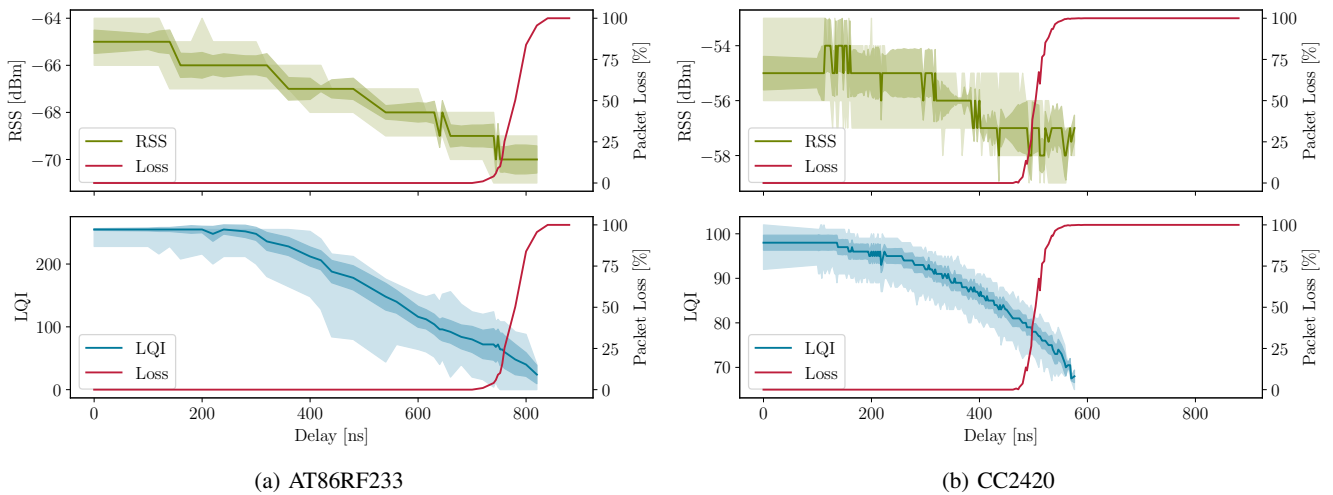 −64
−66
−68
−70
RSS [dBm]
RSS
Loss
100
75
50
25
0
Packet Loss [%]
−54
−56
−58
RSS [dBm]
RSS
Loss
100
75
50
25
0
Packet Loss [%]
200
100
0
LQI
LQI
Loss
100
75
50
25
0
Packet Loss [%]
0 200 400 600 800
Delay [ns]
100
90
80
70
LQI
LQI
Loss
100
75
50
25
0
Packet Loss [%]
0 200 400 600 800
Delay [ns]
(a) AT86RF233
(b) CC2420